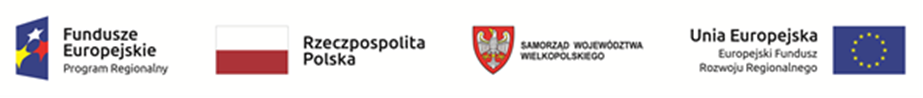 Fundusze
Europejskie
Program Regionalny
Rzeczpospolita
Polska
SAMORZĄD WOJEWÓDZTWA
WIELKOPOLSKIEGO
Unia Europejska
Europejski Fundusz
Rozwoju Regionalnego